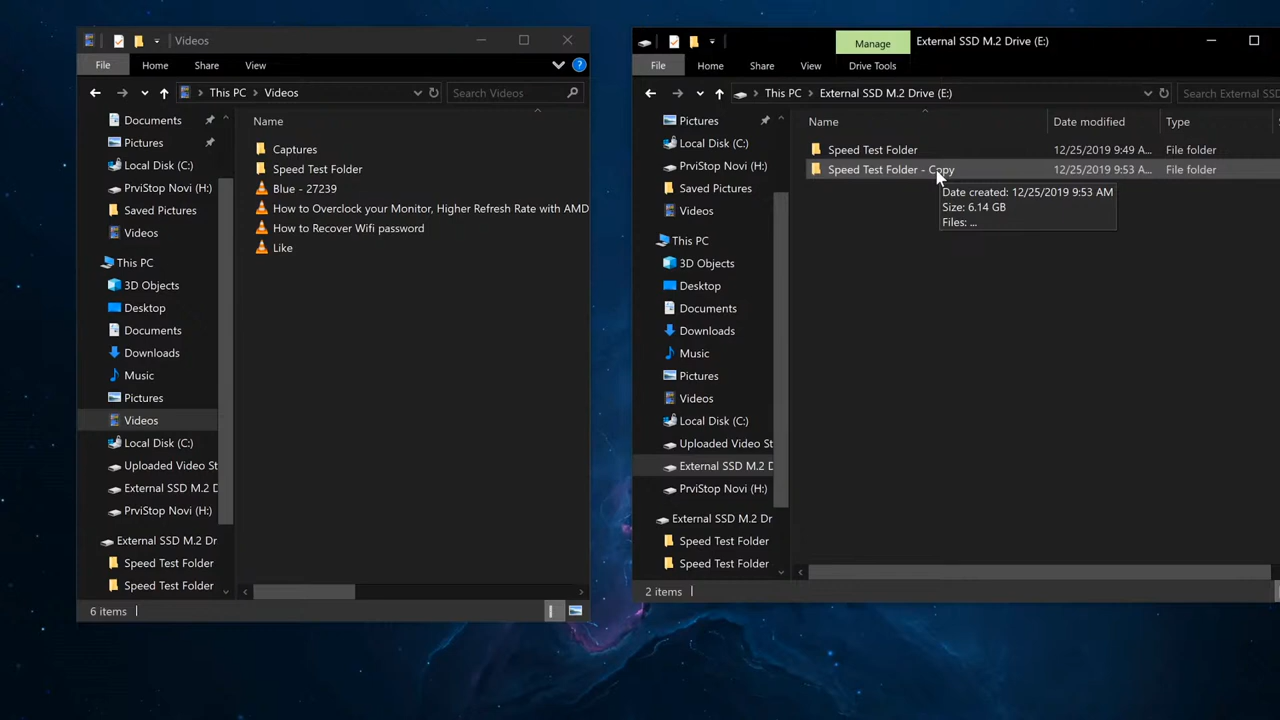 Videos
File Home Share View
This PC Videos Search Videos
Documents
Pictures
Local Disk (C:)
PrviStop Novi (H:)
Saved Pictures
Videos
This PC
3D Objects
Desktop
Documents
Downloads
Music
Pictures
Videos
Local Disk (C:)
Uploaded Video St
External SSD M.2 D
PrviStop Novi (H:)
External SSD M.2 Dr
Speed Test Folder
Speed Test Folder
Name
Captures
Speed Test Folder
Blue - 27239
How to Overclock your Monitor, Higher Refresh Rate with AMD
How to Recover Wifi password
Like
6 items
Manage External SSD M.2 Drive (E:)
File Home Share View Drive Tools
This PC External SSD M.2 Drive (E:) Search External SSD
Pictures
Local Disk (C:)
PrviStop Novi (H:)
Saved Pictures
Videos
This PC
3D Objects
Desktop
Documents
Downloads
Music
Pictures
Videos
Local Disk (C:)
Uploaded Video St
External SSD M.2 D
PrviStop Novi (H:)
External SSD M.2 Dr
Speed Test Folder
Speed Test Folder
Name Date modified Type
Speed Test Folder 12/25/2019 9:49 A... File folder
Speed Test Folder - Copy 12/25/2019 9:53 A... File folder
Date created: 12/25/2019 9:53 AM
Size: 6.14 GB
Files: ...
2 items